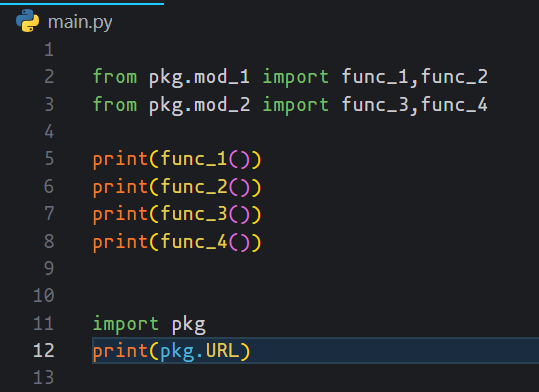 main.py
1
2 from pkg.mod_1 import func_1,func_2
3 from pkg.mod_2 import func_3,func_4
4
5 print(func_1())
6 print(func_2())
7 print(func_3())
8 print(func_4())
9
10
11 import pkg
12 print(pkg.URL)
13